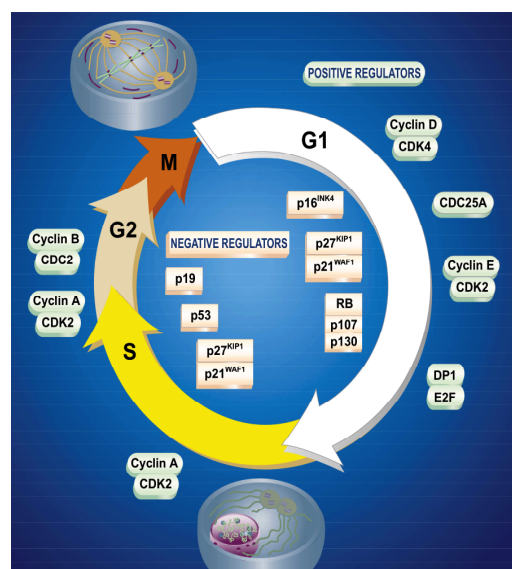 POSITIVE REGULATORS
G1
Cyclin D
CDK4
M
p16INK4
CDC25A
G2
Cyclin B
CDC2
NEGATIVE REGULATORS
p27KIP1
p21WAF1
Cyclin E
CDK2
p19
Cyclin A
CDK2
p53
RB
p107
p130
S
p27KIP1
p21WAF1
DP1
E2F
Cyclin A
CDK2